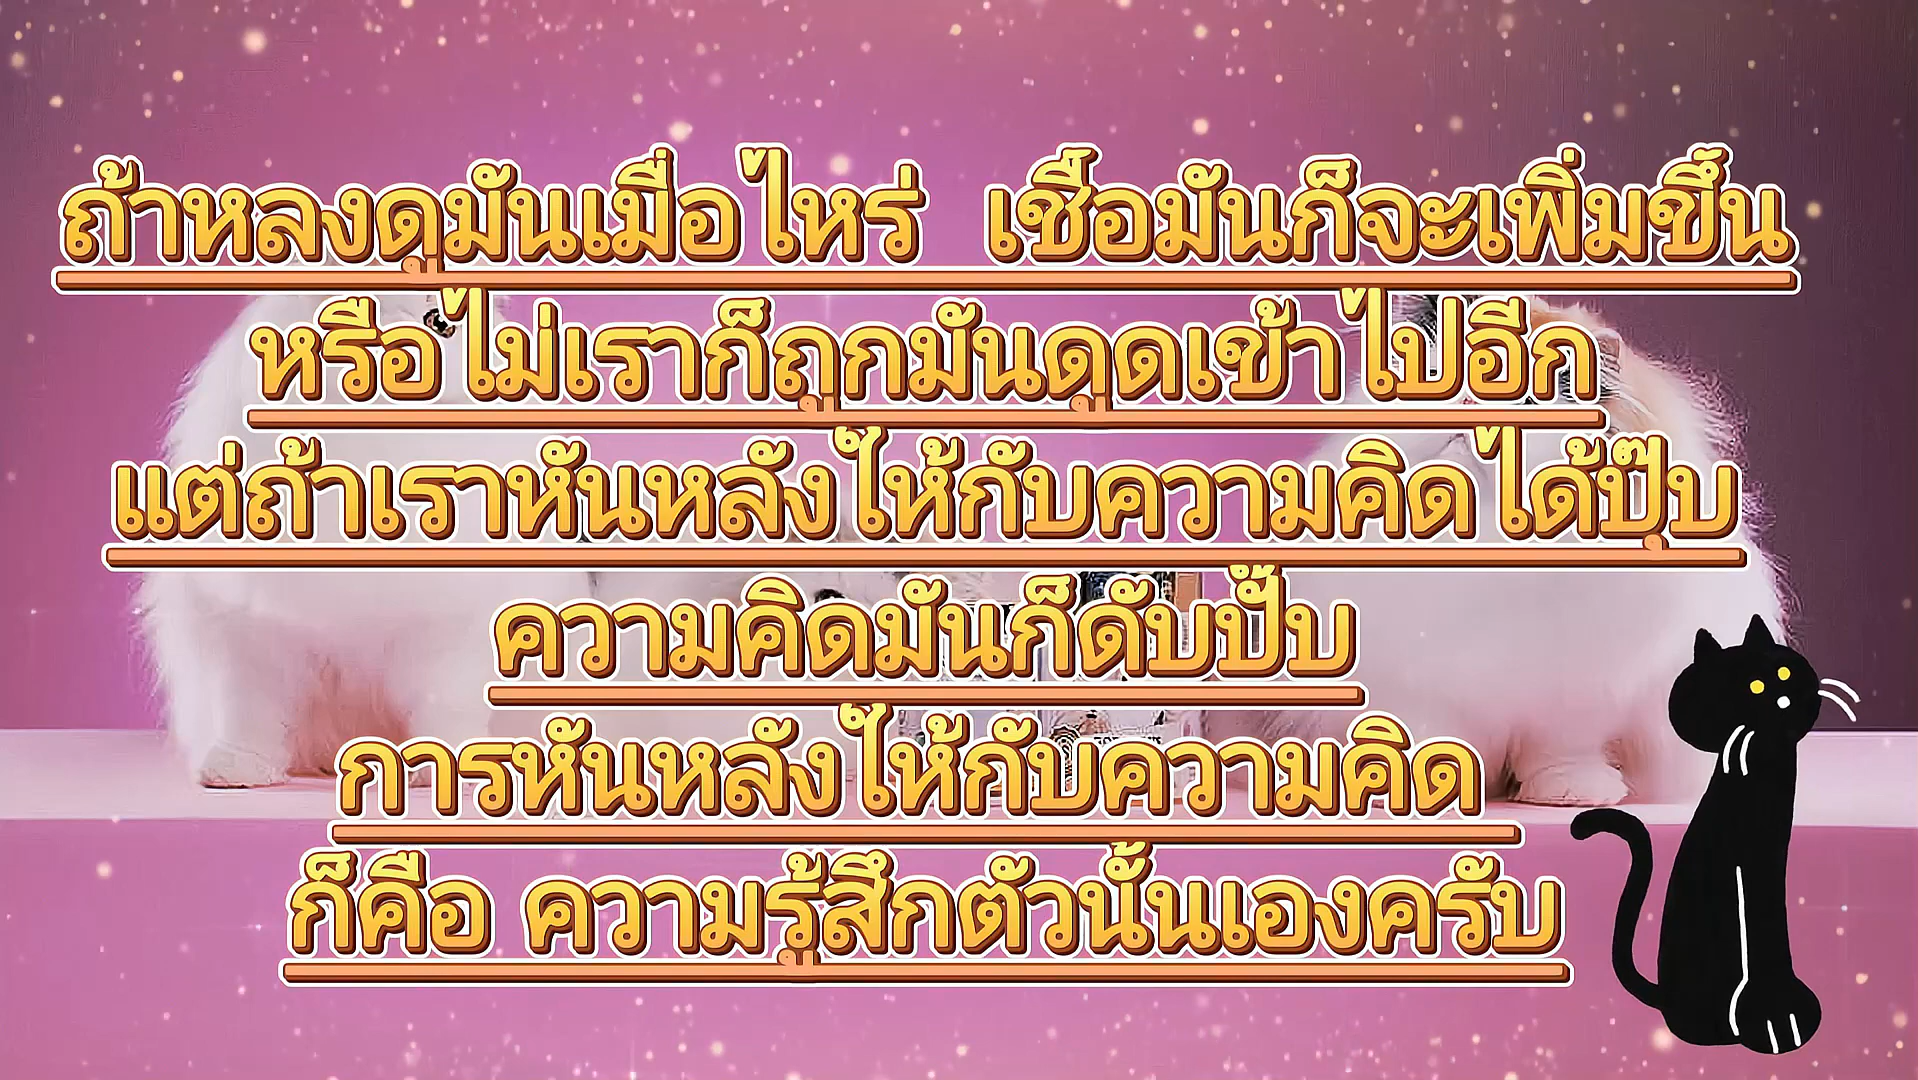 ถ้าหลงดูมันเมื่อไหร่ เชื้อมันก็จะเพิ่มขึ้น
หรือไม่เราก็ถูกมันดูดเข้าไปอีก
แต่ถ้าเราหันหลังให้กับความคิดได้ปุ๊บ
ความคิดมันก็ดับปั๊บ
การหันหลังให้กับความคิด
ก็คือ ความรู้สึกตัวนั้นเองครับ